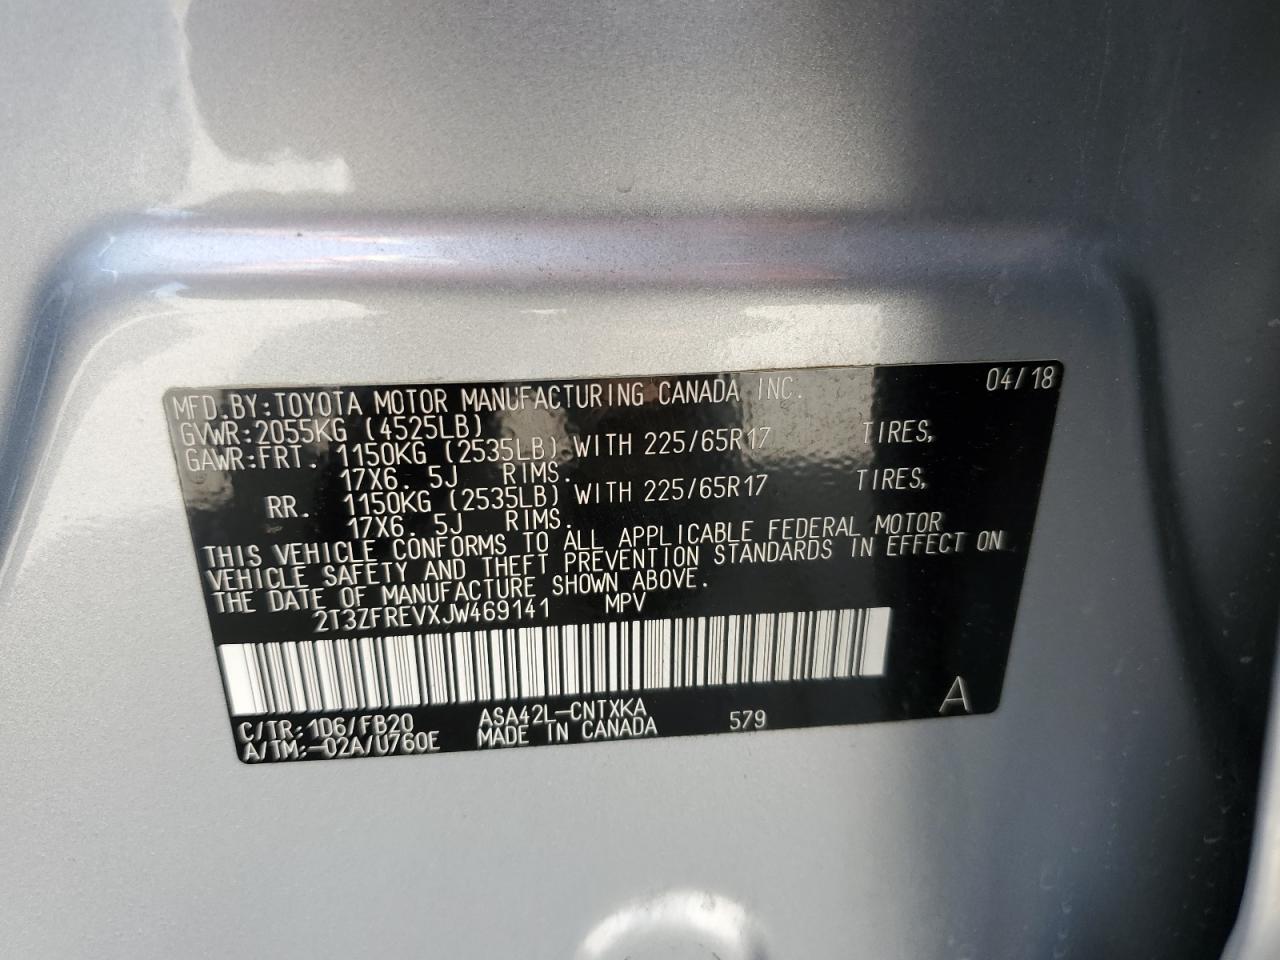 MFD.BY:TOYOTA MOTOR MANUFACTURING CANADA INC. 04/18
GVWR:2055KG (4525LB)
GAWR:FRT. 1150KG (2535LB) WITH 225/65R17 TIRES,
17X6.5J RIMS.
RR. 1150KG (2535LB) WITH 225/65R17 TIRES,
17X6.5J RIMS.
THIS VEHICLE CONFORMS TO ALL APPLICABLE FEDERAL MOTOR
VEHICLE SAFETY AND THEFT PREVENTION STANDARDS IN EFFECT ON
THE DATE OF MANUFACTURE SHOWN ABOVE.
2T3ZFREVXJW469141 MPV
C/TR:1D6/FB20 ASA42L-CNTXKA 579 A
A/TM:-02A/U760E MADE IN CANADA